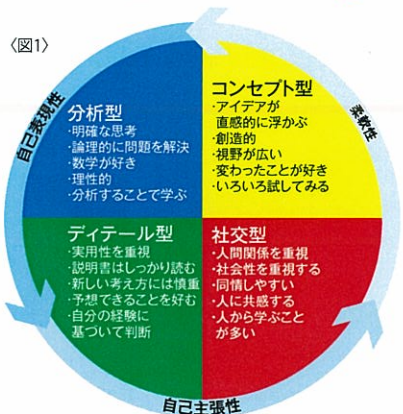 〈図1〉
分析型
・明確な思考
・論理的に問題を解決
・数学が好き
・理性的
・分析することで学ぶ
コンセプト型
・アイデアが
直感的に浮かぶ
・創造的
・視野が広い
・変わったことが好き
・いろいろ試してみる
ディテール型
・実用性を重視
・説明書はしっかり読む
・新しい考え方には慎重
・予想できることを好む
・自分の経験に
基づいて判断
社交型
・人間関係を重視
・社会性を重視する
・同情しやすい
・人に共感する
・人から学ぶこと
が多い
自己表現性
柔軟性
自己主張性